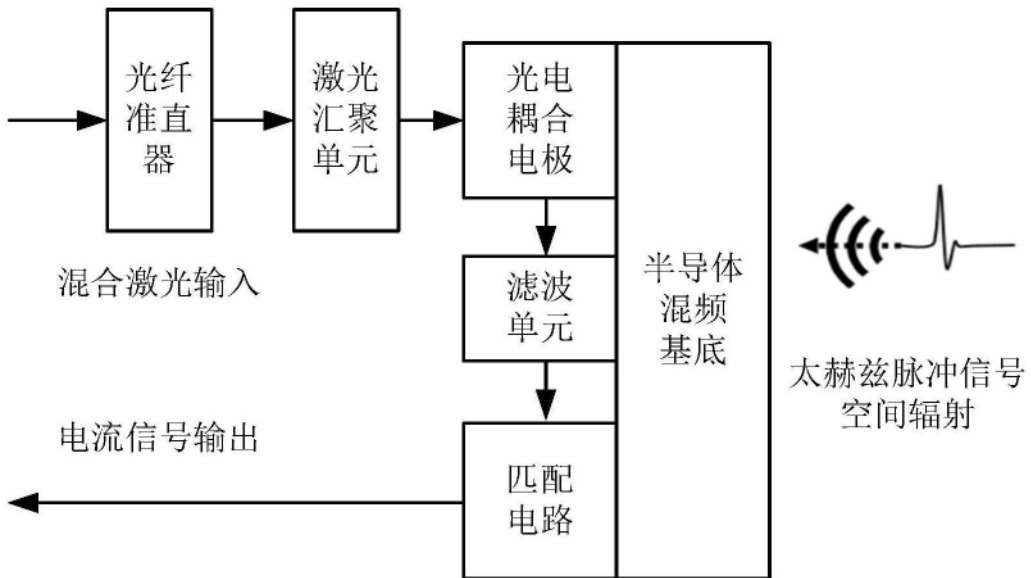 光纤
准直
器
激光
汇聚
单元
光电
耦合
电极
混合激光输入
滤波
单元
半导体
混频
基底
太赫兹脉冲信号
空间辐射
电流信号输出
匹配
电路